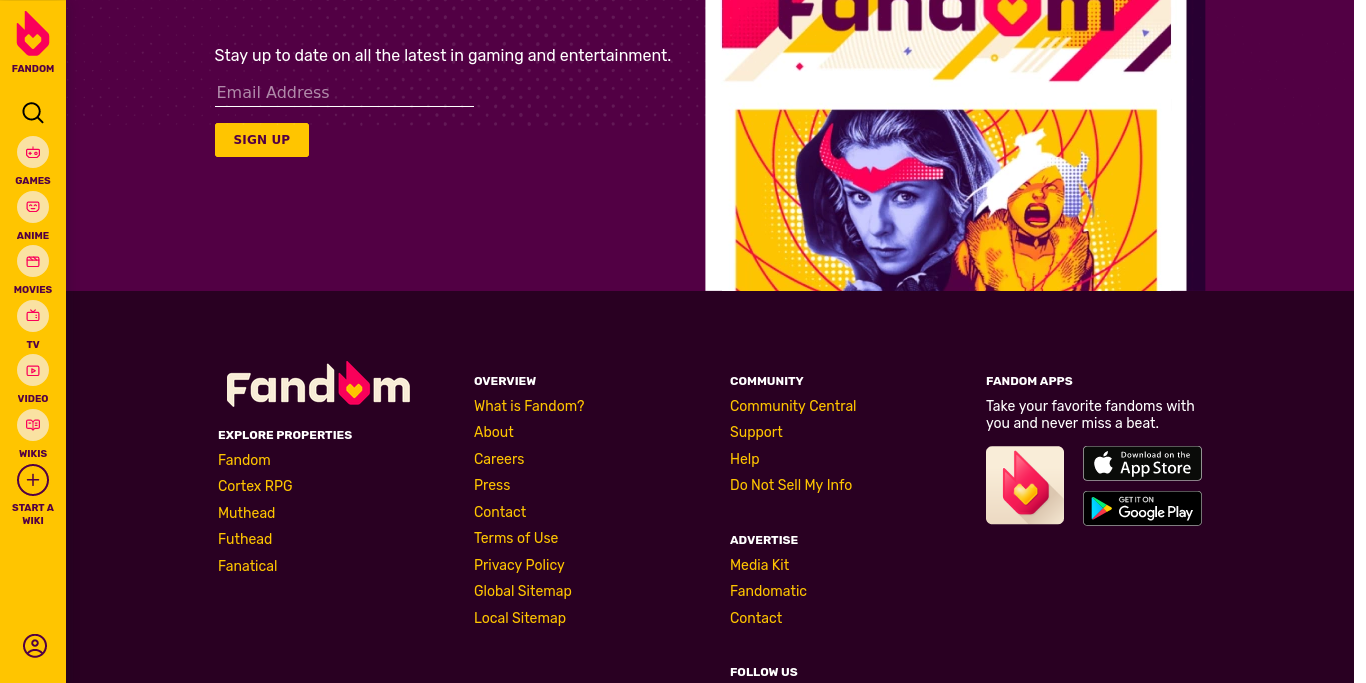 FANDOM
GAMES
ANIME
MOVIES
TV
VIDEO
WIKIS
START A
WIKI
Stay up to date on all the latest in gaming and entertainment.
Email Address
SIGN UP
Fandom
Fandom
EXPLORE PROPERTIES
Fandom
Cortex RPG
Muthead
Futhead
Fanatical
OVERVIEW
What is Fandom?
About
Careers
Press
Contact
Terms of Use
Privacy Policy
Global Sitemap
Local Sitemap
COMMUNITY
Community Central
Support
Help
Do Not Sell My Info
ADVERTISE
Media Kit
Fandomatic
Contact
FOLLOW US
FANDOM APPS
Take your favorite fandoms with
you and never miss a beat.
Download on the
App Store
GET IT ON
Google Play